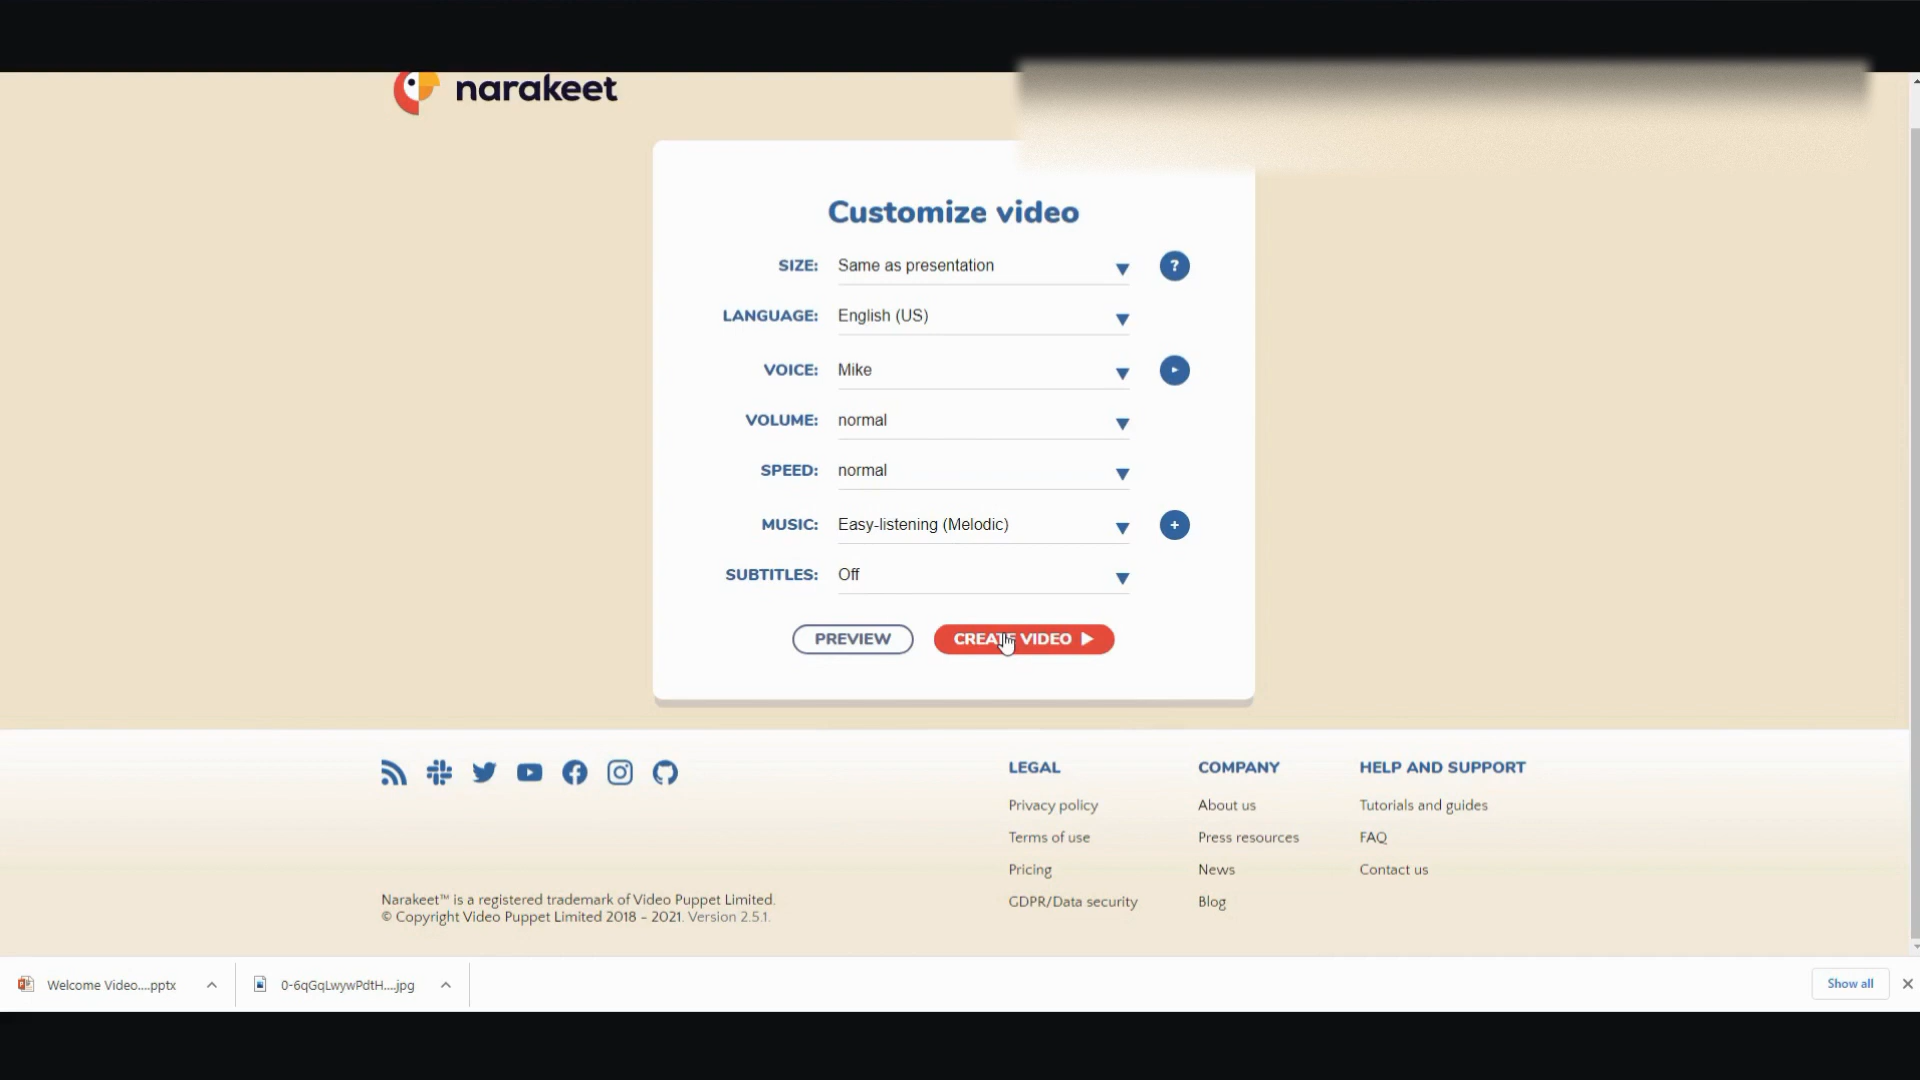 narakeet
Customize video
SIZE: Same as presentation ?
LANGUAGE: English (US)
VOICE: Mike
VOLUME: normal
SPEED: normal
MUSIC: Easy-listening (Melodic) +
SUBTITLES: Off
PREVIEW CREATE VIDEO
LEGAL COMPANY HELP AND SUPPORT
Privacy policy About us Tutorials and guides
Terms of use Press resources FAQ
Pricing News Contact us
GDPR/Data security Blog
Narakeet™ is a registered trademark of Video Puppet Limited.
© Copyright Video Puppet Limited 2018 - 2021. Version 2.5.1.
Welcome Video....pptx 0-6qGqLwywPdtH....jpg Show all